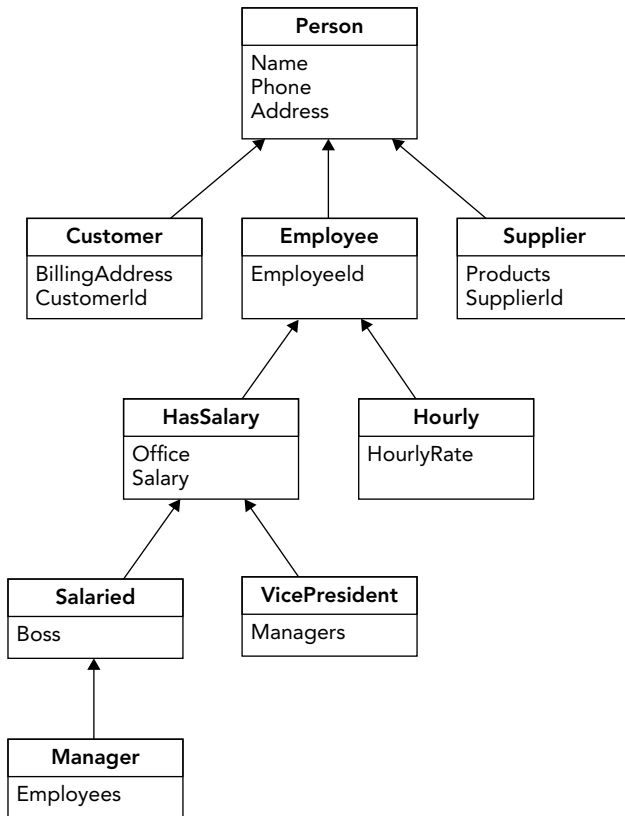 Person
Name
Phone
Address
Customer
BillingAddress
CustomerId
Employee
EmployeeId
Supplier
Products
SupplierId
HasSalary
Office
Salary
Hourly
HourlyRate
Salaried
Boss
VicePresident
Managers
Manager
Employees